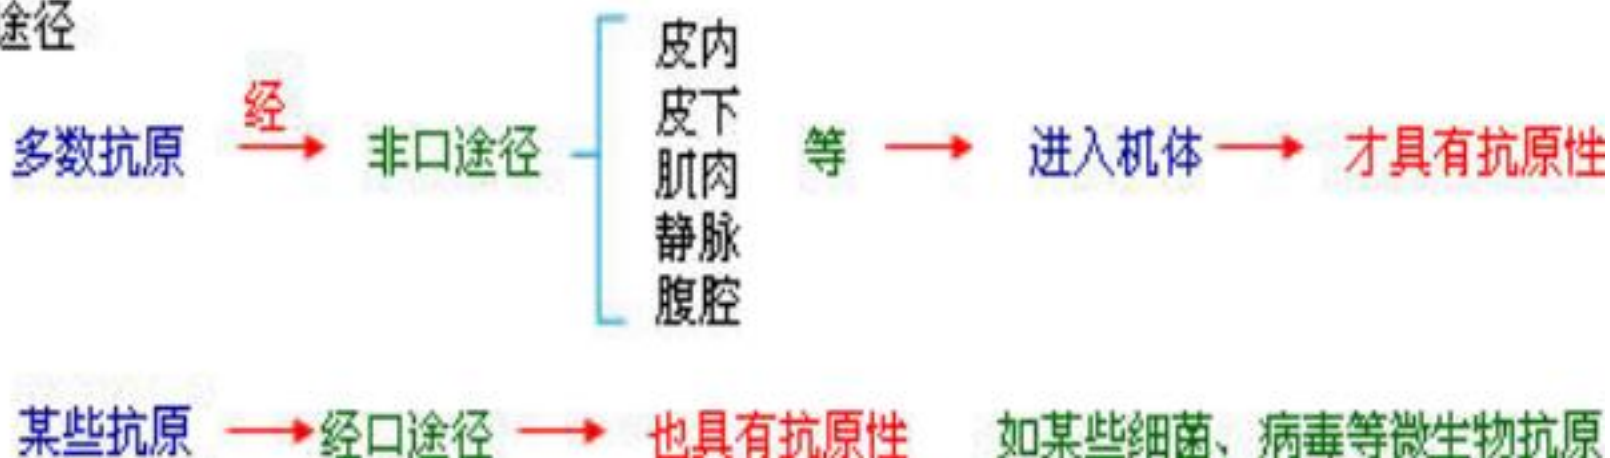 途径
皮内
经
皮下
多数抗原 → 非口途径 肌肉 等 → 进入机体 → 才具有抗原性
静脉
腹腔
某些抗原 → 经口途径 → 也具有抗原性 如某些细菌、病毒等微生物抗原